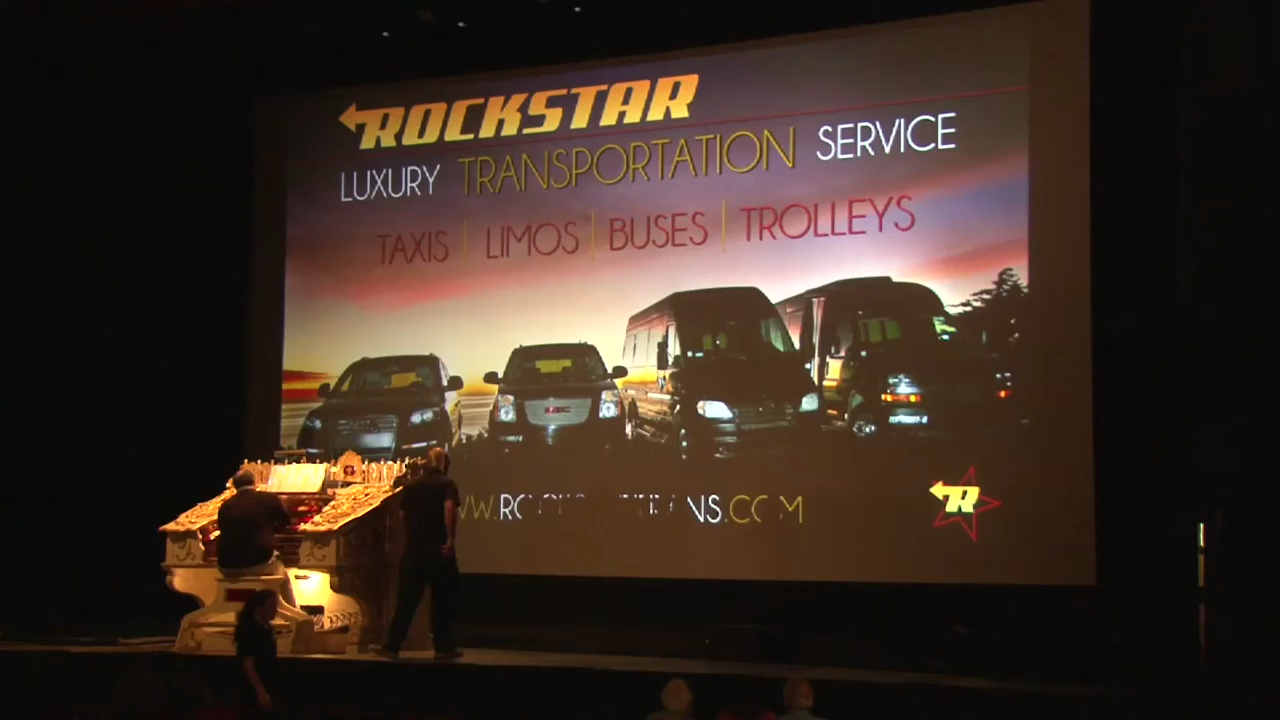 ROCKSTAR
LUXURY TRANSPORTATION SERVICE
TAXIS | LIMOS | BUSES | TROLLEYS
R